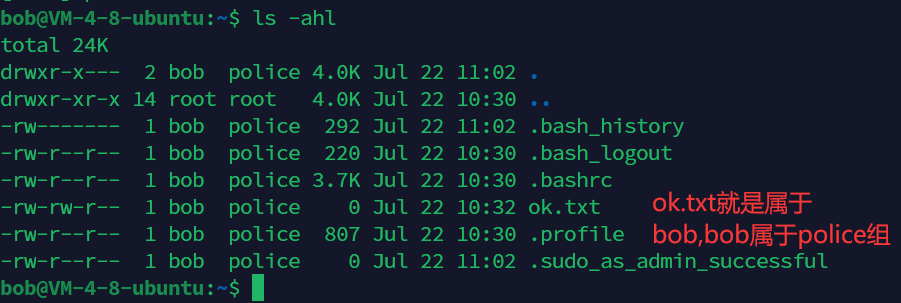 bob@VM-4-8-ubuntu:~$ ls -ahl
total 24K
drwxr-x---  2 bob  police 4.0K Jul 22 11:02 .
drwxr-xr-x 14 root root   4.0K Jul 22 10:30 ..
-rw-------  1 bob  police  292 Jul 22 11:02 .bash_history
-rw-r--r--  1 bob  police  220 Jul 22 10:30 .bash_logout
-rw-r--r--  1 bob  police 3.7K Jul 22 10:30 .bashrc
-rw-rw-r--  1 bob  police    0 Jul 22 10:32 ok.txt
-rw-r--r--  1 bob  police  807 Jul 22 10:30 .profile
-rw-r--r--  1 bob  police    0 Jul 22 11:02 .sudo_as_admin_successful
bob@VM-4-8-ubuntu:~$
ok.txt就是属于
bob,bob属于police组